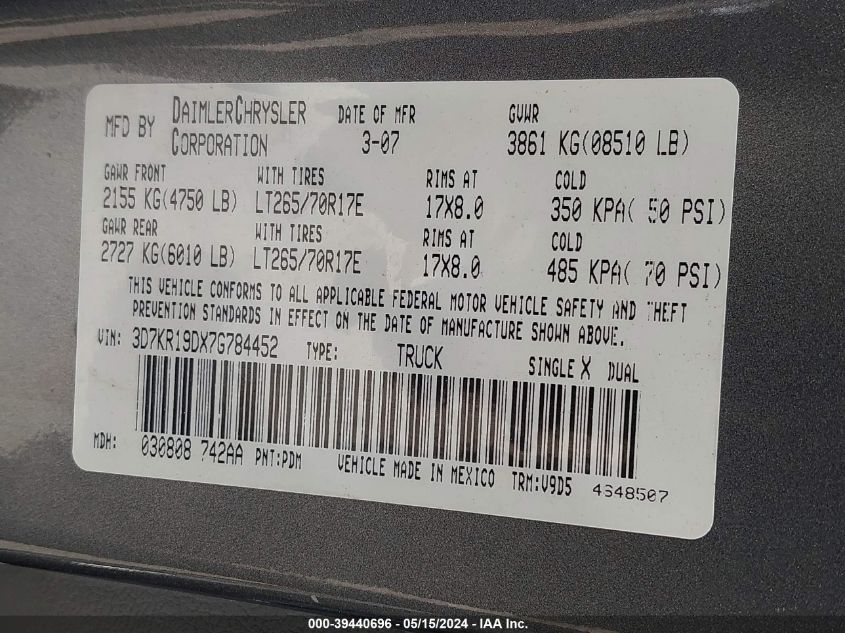 MFD BY DAIMLERCHRYSLER CORPORATION DATE OF MFR 3-07 GVWR 3861 KG(08510 LB)
GAWR FRONT WITH TIRES RIMS AT COLD
2155 KG(4750 LB) LT265/70R17E 17X8.0 350 KPA( 50 PSI)
GAWR REAR WITH TIRES RIMS AT COLD
2727 KG(6010 LB) LT265/70R17E 17X8.0 485 KPA( 70 PSI)
THIS VEHICLE CONFORMS TO ALL APPLICABLE FEDERAL MOTOR VEHICLE SAFETY AND THEFT
PREVENTION STANDARDS IN EFFECT ON THE DATE OF MANUFACTURE SHOWN ABOVE.
VIN: 3D7KR19DX7G784452 TYPE: TRUCK SINGLE X DUAL
MDH: 030808 742AA PNT:PDM VEHICLE MADE IN MEXICO TRM:V9D5 4648507
000-39440696 - 05/15/2024 - IAA Inc.